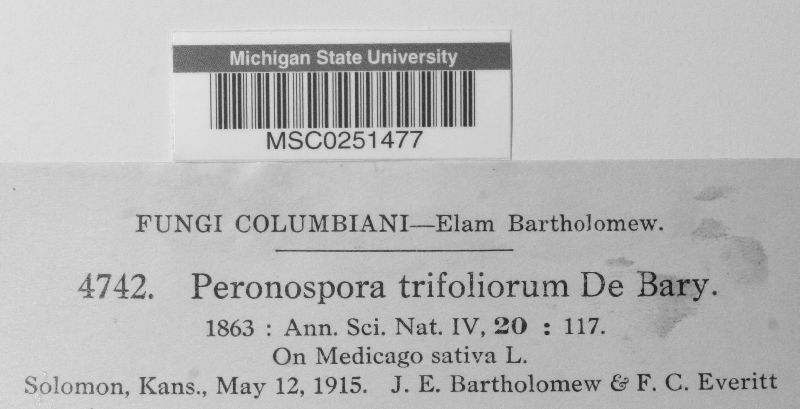 Michigan State University
MSC0251477
FUNGI COLUMBIANI—Elam Bartholomew.
4742. Peronospora trifoliorum De Bary.
1863 : Ann. Sci. Nat. IV, 20 : 117.
On Medicago sativa L.
Solomon, Kans., May 12, 1915. J. E. Bartholomew & F. C. Everitt